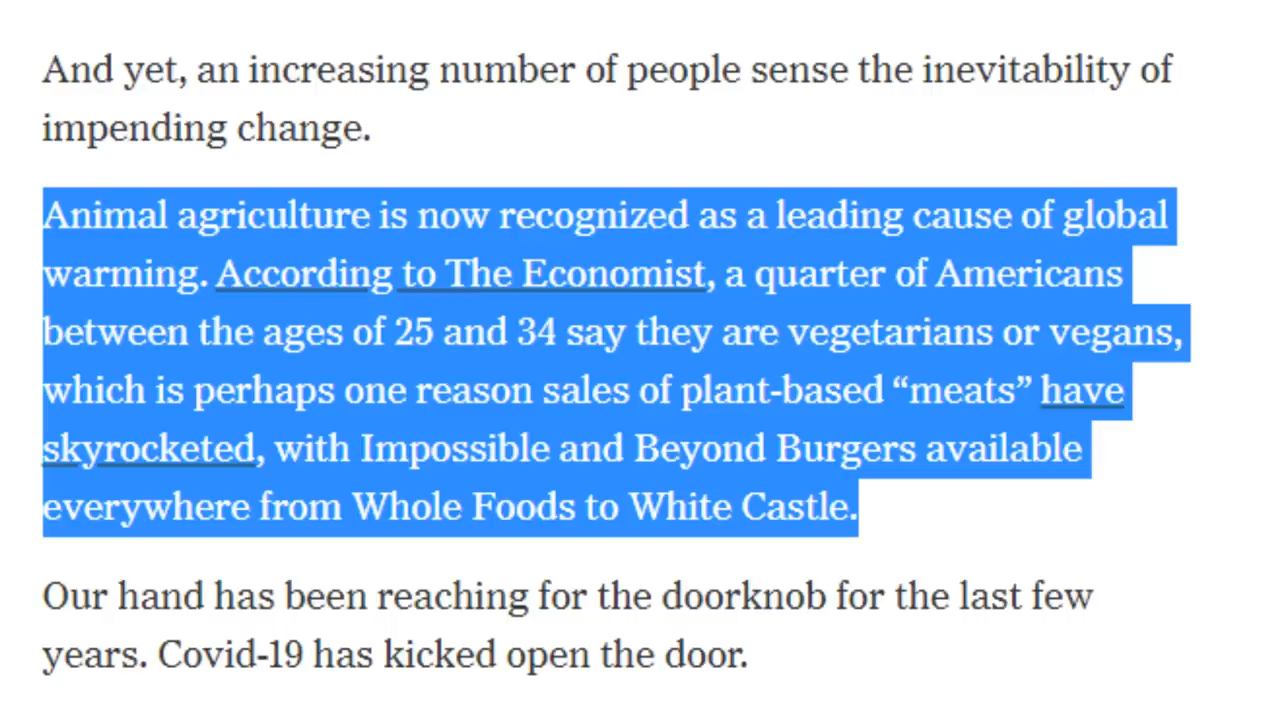 And yet, an increasing number of people sense the inevitability of
impending change.
Animal agriculture is now recognized as a leading cause of global
warming. According to The Economist, a quarter of Americans
between the ages of 25 and 34 say they are vegetarians or vegans,
which is perhaps one reason sales of plant-based “meats” have
skyrocketed, with Impossible and Beyond Burgers available
everywhere from Whole Foods to White Castle.
Our hand has been reaching for the doorknob for the last few
years. Covid-19 has kicked open the door.